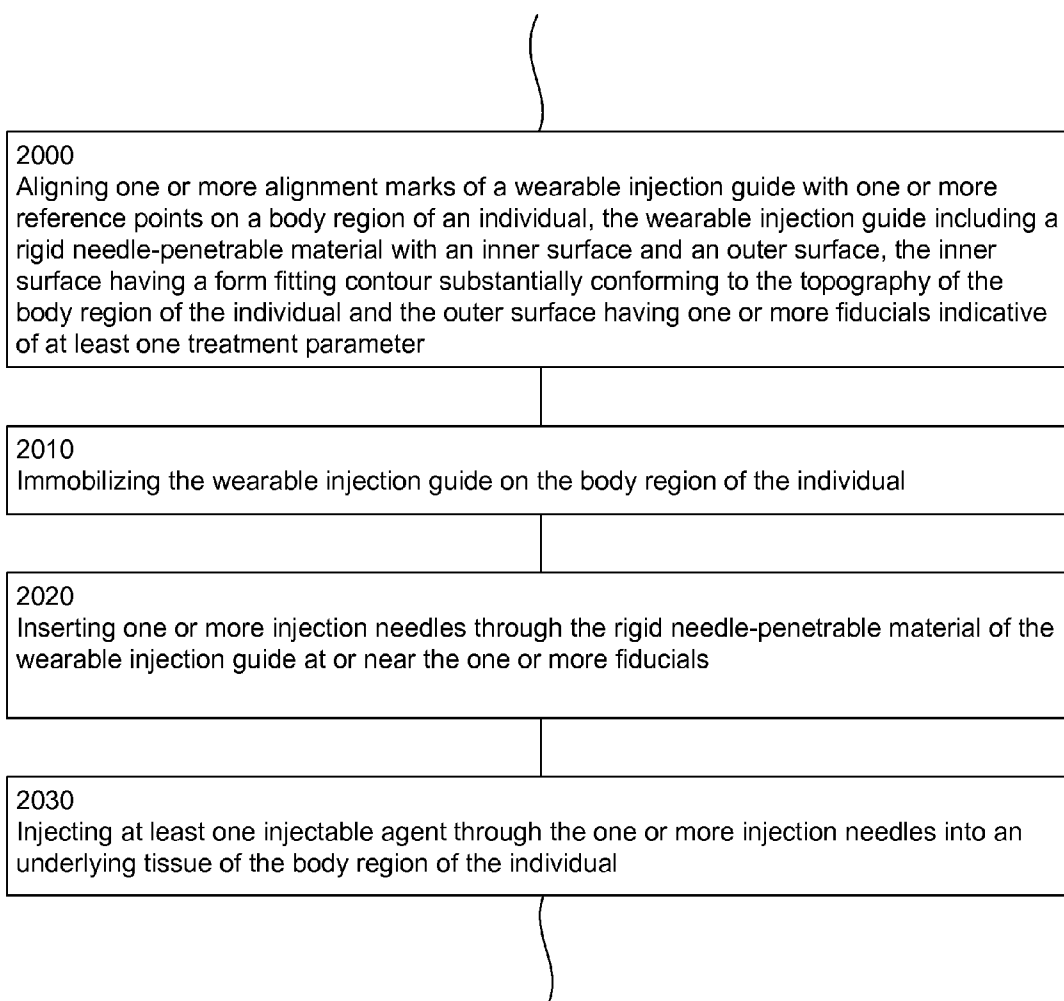 2000
Aligning one or more alignment marks of a wearable injection guide with one or more
reference points on a body region of an individual, the wearable injection guide including a
rigid needle-penetrable material with an inner surface and an outer surface, the inner
surface having a form fitting contour substantially conforming to the topography of the
body region of the individual and the outer surface having one or more fiducials indicative
of at least one treatment parameter
2010
Immobilizing the wearable injection guide on the body region of the individual
2020
Inserting one or more injection needles through the rigid needle-penetrable material of the
wearable injection guide at or near the one or more fiducials
2030
Injecting at least one injectable agent through the one or more injection needles into an
underlying tissue of the body region of the individual